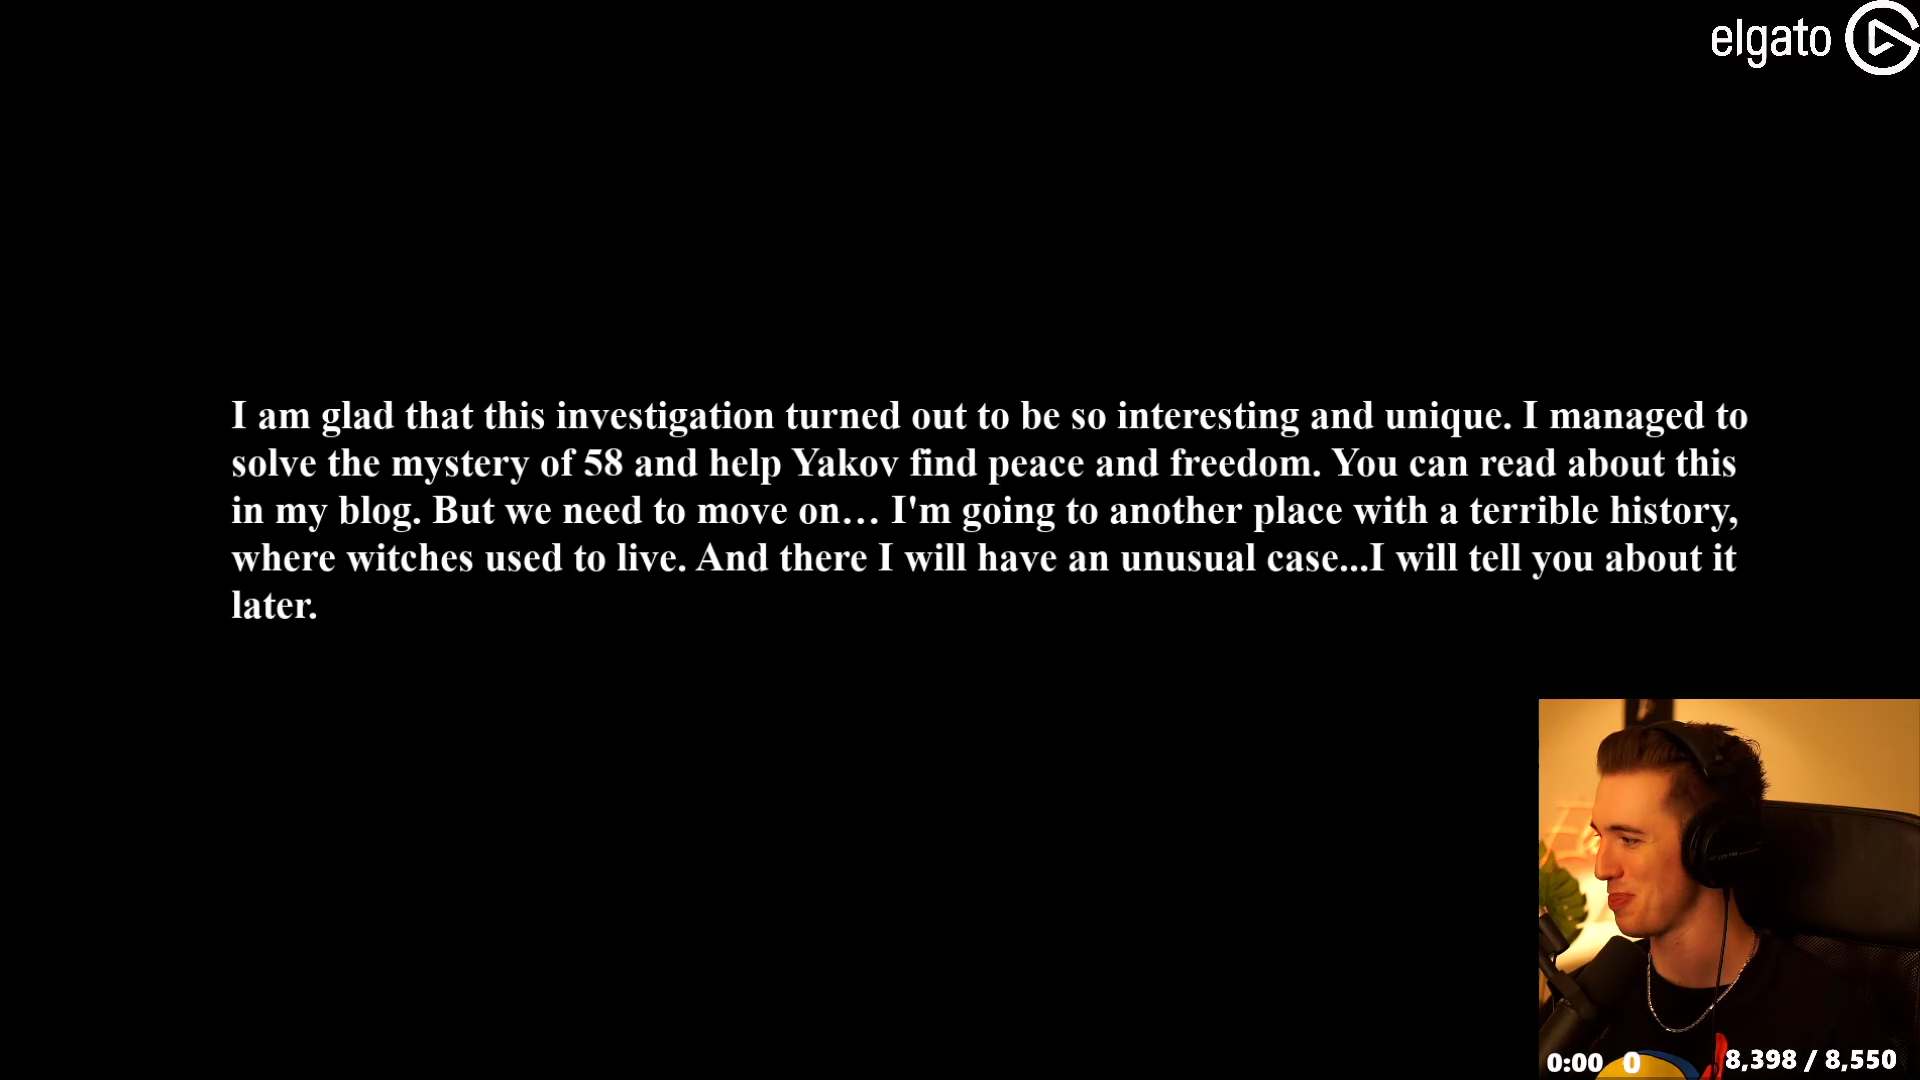 elgato
I am glad that this investigation turned out to be so interesting and unique. I managed to
solve the mystery of 58 and help Yakov find peace and freedom. You can read about this
in my blog. But we need to move on… I'm going to another place with a terrible history,
where witches used to live. And there I will have an unusual case...I will tell you about it
later.
0:00 0 8,398 / 8,550